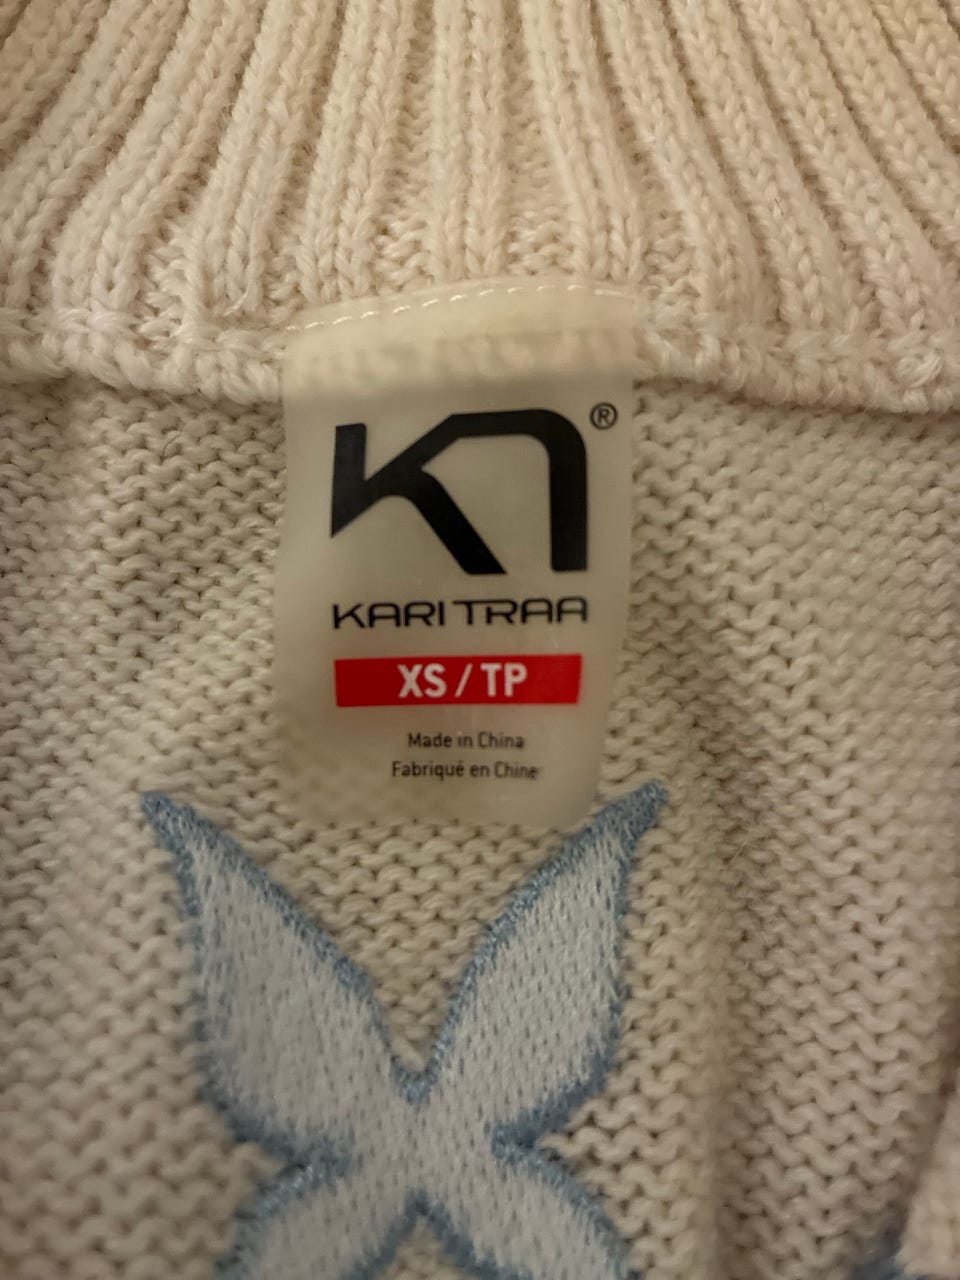 ®
KARI TRAA
XS / TP
Made in China
Fabriqué en Chine